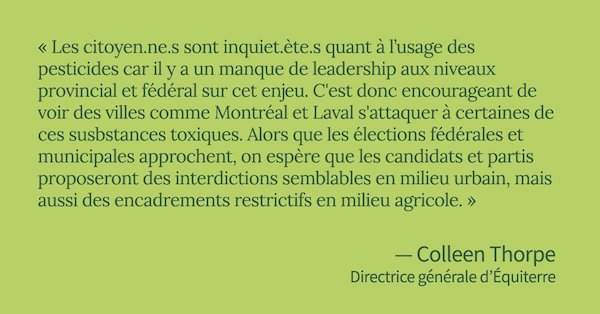 « Les citoyen.ne.s sont inquiet.ète.s quant à l’usage des
pesticides car il y a un manque de leadership aux niveaux
provincial et fédéral sur cet enjeu. C'est donc encourageant de
voir des villes comme Montréal et Laval s'attaquer à certaines de
ces susbstances toxiques. Alors que les élections fédérales et
municipales approchent, on espère que les candidats et partis
proposeront des interdictions semblables en milieu urbain, mais
aussi des encadrements restrictifs en milieu agricole. »
— Colleen Thorpe
Directrice générale d’Équiterre